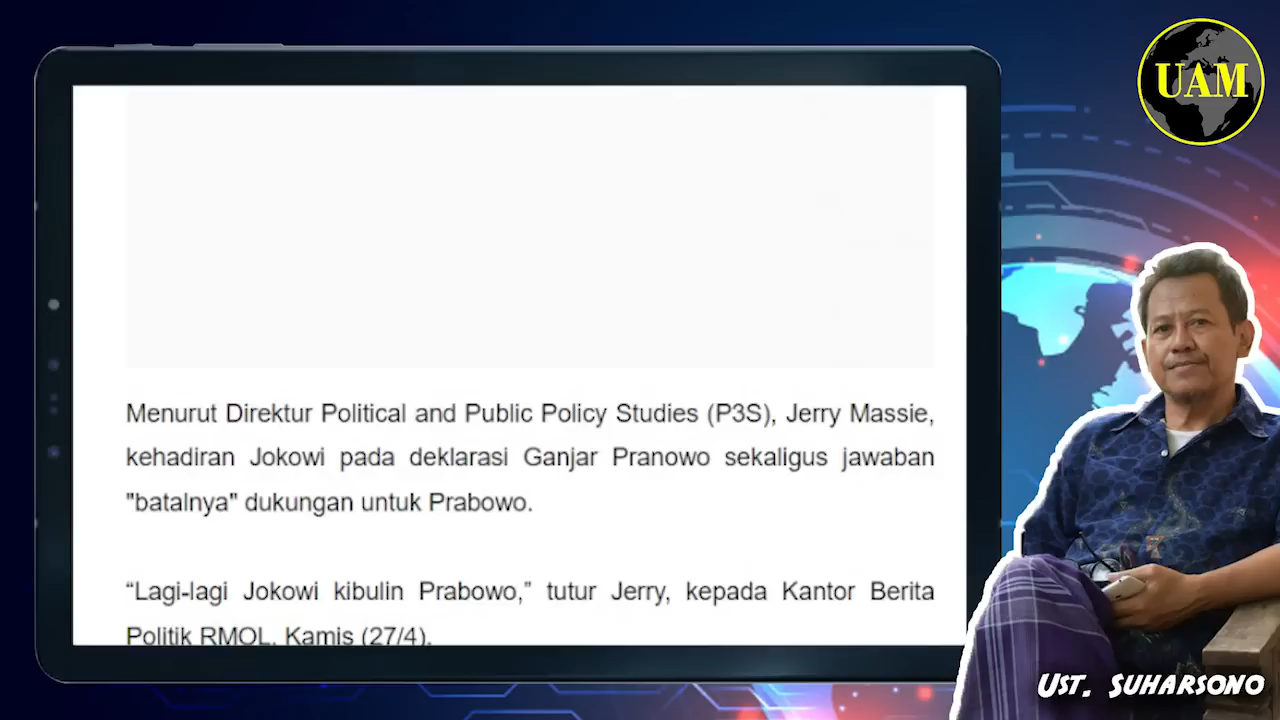 UAM
Menurut Direktur Political and Public Policy Studies (P3S), Jerry Massie,
kehadiran Jokowi pada deklarasi Ganjar Pranowo sekaligus jawaban
"batalnya" dukungan untuk Prabowo.
“Lagi-lagi Jokowi kibulin Prabowo,” tutur Jerry, kepada Kantor Berita
Politik RMOL, Kamis (27/4).
UST. SUHARSONO